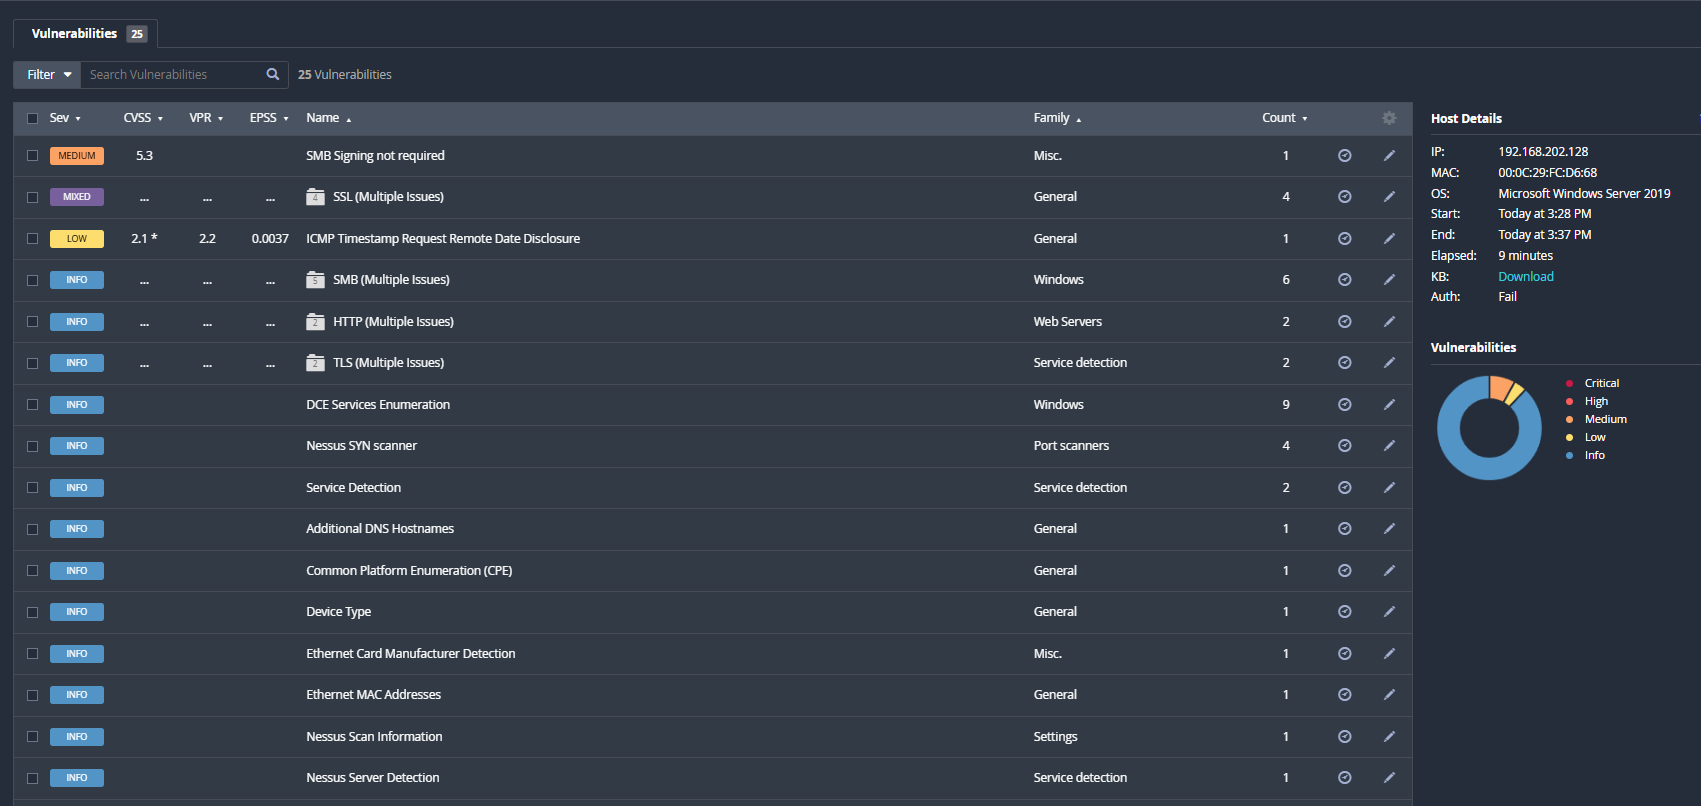 Vulnerabilities 25
Filter Search Vulnerabilities 25 Vulnerabilities
Sev CVSS VPR EPSS Name Family Count
MEDIUM 5.3 SMB Signing not required Misc. 1
MIXED ... ... ... 4 SSL (Multiple Issues) General 4
LOW 2.1 * 2.2 0.0037 ICMP Timestamp Request Remote Date Disclosure General 1
INFO ... ... ... 5 SMB (Multiple Issues) Windows 6
INFO ... ... ... 2 HTTP (Multiple Issues) Web Servers 2
INFO ... ... ... 2 TLS (Multiple Issues) Service detection 2
INFO DCE Services Enumeration Windows 9
INFO Nessus SYN scanner Port scanners 4
INFO Service Detection Service detection 2
INFO Additional DNS Hostnames General 1
INFO Common Platform Enumeration (CPE) General 1
INFO Device Type General 1
INFO Ethernet Card Manufacturer Detection Misc. 1
INFO Ethernet MAC Addresses General 1
INFO Nessus Scan Information Settings 1
INFO Nessus Server Detection Service detection 1
Host Details
IP: 192.168.202.128
MAC: 00:0C:29:FC:D6:68
OS: Microsoft Windows Server 2019
Start: Today at 3:28 PM
End: Today at 3:37 PM
Elapsed: 9 minutes
KB: Download
Auth: Fail
Vulnerabilities
Critical
High
Medium
Low
Info